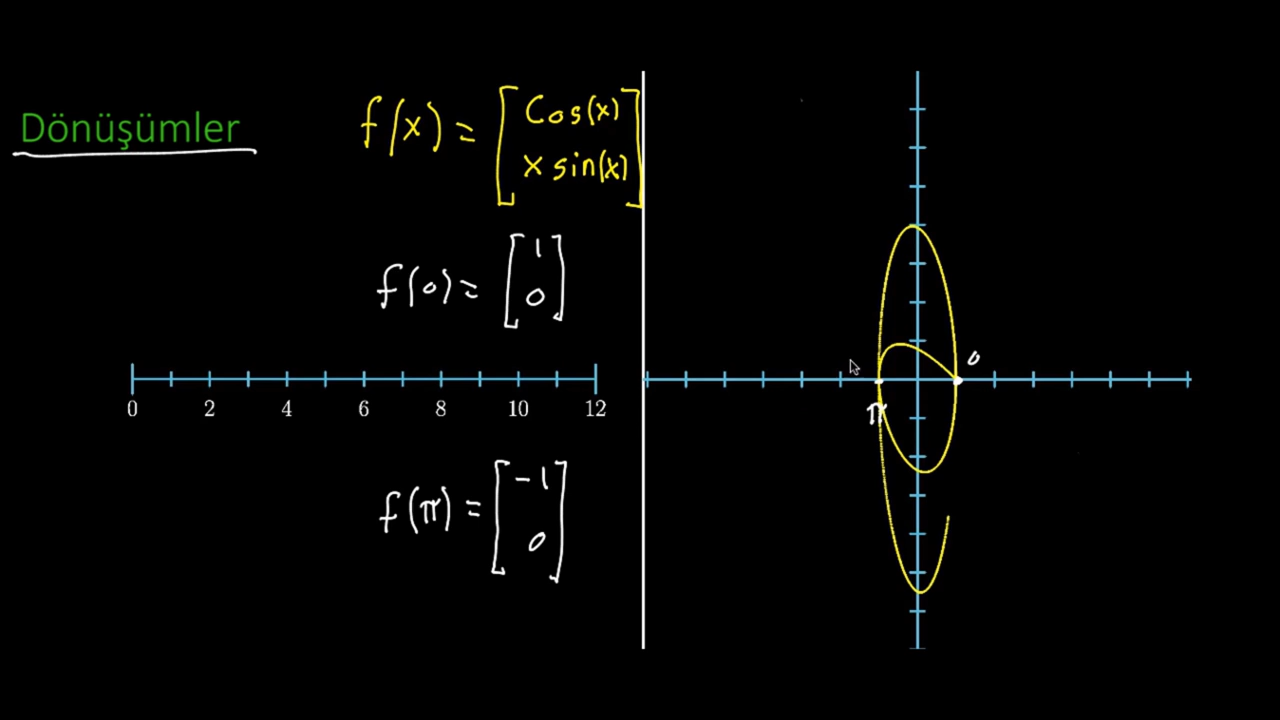 Dönüşümler
f(x) = [cos(x)
x sin(x)]
f(0) = [1
0]
0 2 4 6 8 10 12
f(π) = [-1
0]
0
π